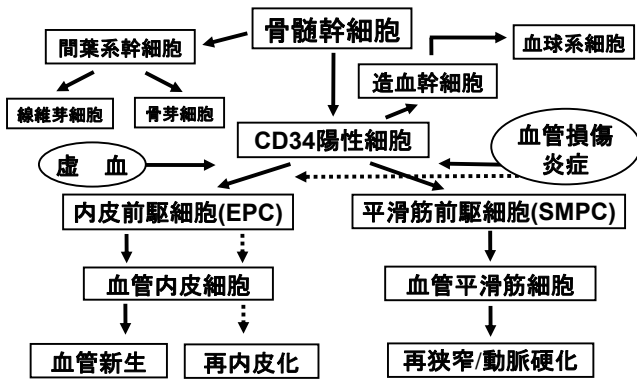 骨髄幹細胞
間葉系幹細胞
血球系細胞
造血幹細胞
線維芽細胞
骨芽細胞
CD34陽性細胞
血管損傷
炎症
虚 血
内皮前駆細胞(EPC)
平滑筋前駆細胞(SMPC)
血管内皮細胞
血管平滑筋細胞
血管新生
再内皮化
再狭窄/動脈硬化